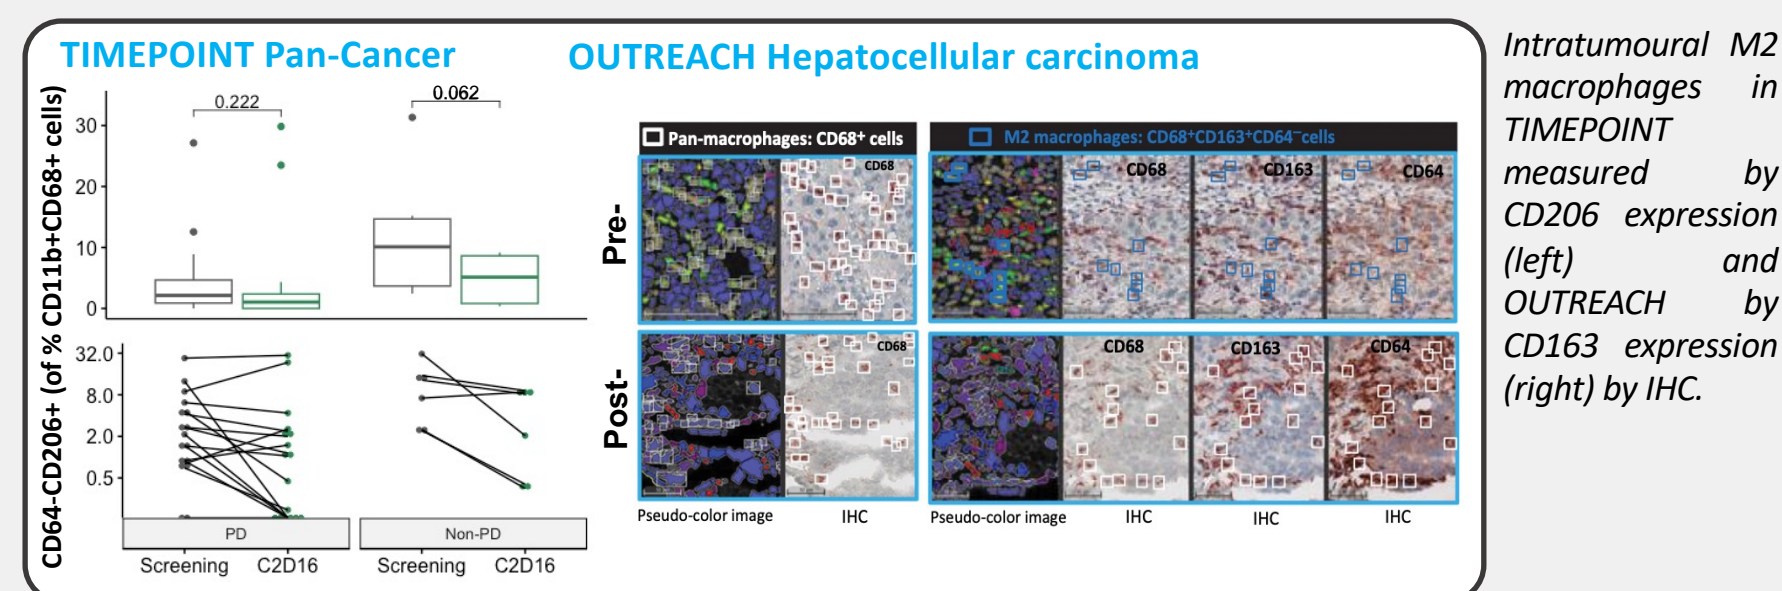 TIMEPOINT Pan-Cancer
OUTREACH Hepatocellular carcinoma
CD64-CD206+ (of % CD11b+CD68+ cells)
0.222
0.062
30
20
10
0
32.0
8.0
2.0
0.5
PD
Non-PD
Screening
C2D16
Screening
C2D16
Pan-macrophages: CD68⁺ cells
M2 macrophages: CD68⁺CD163⁺CD64⁻cells
Pre-
CD68
CD68
CD163
CD64
Post-
CD68
CD68
CD163
CD64
Pseudo-color image
IHC
Pseudo-color image
IHC
IHC
IHC
Intratumoural M2
macrophages in
TIMEPOINT
measured by
CD206 expression
(left) and
OUTREACH by
CD163 expression
(right) by IHC.